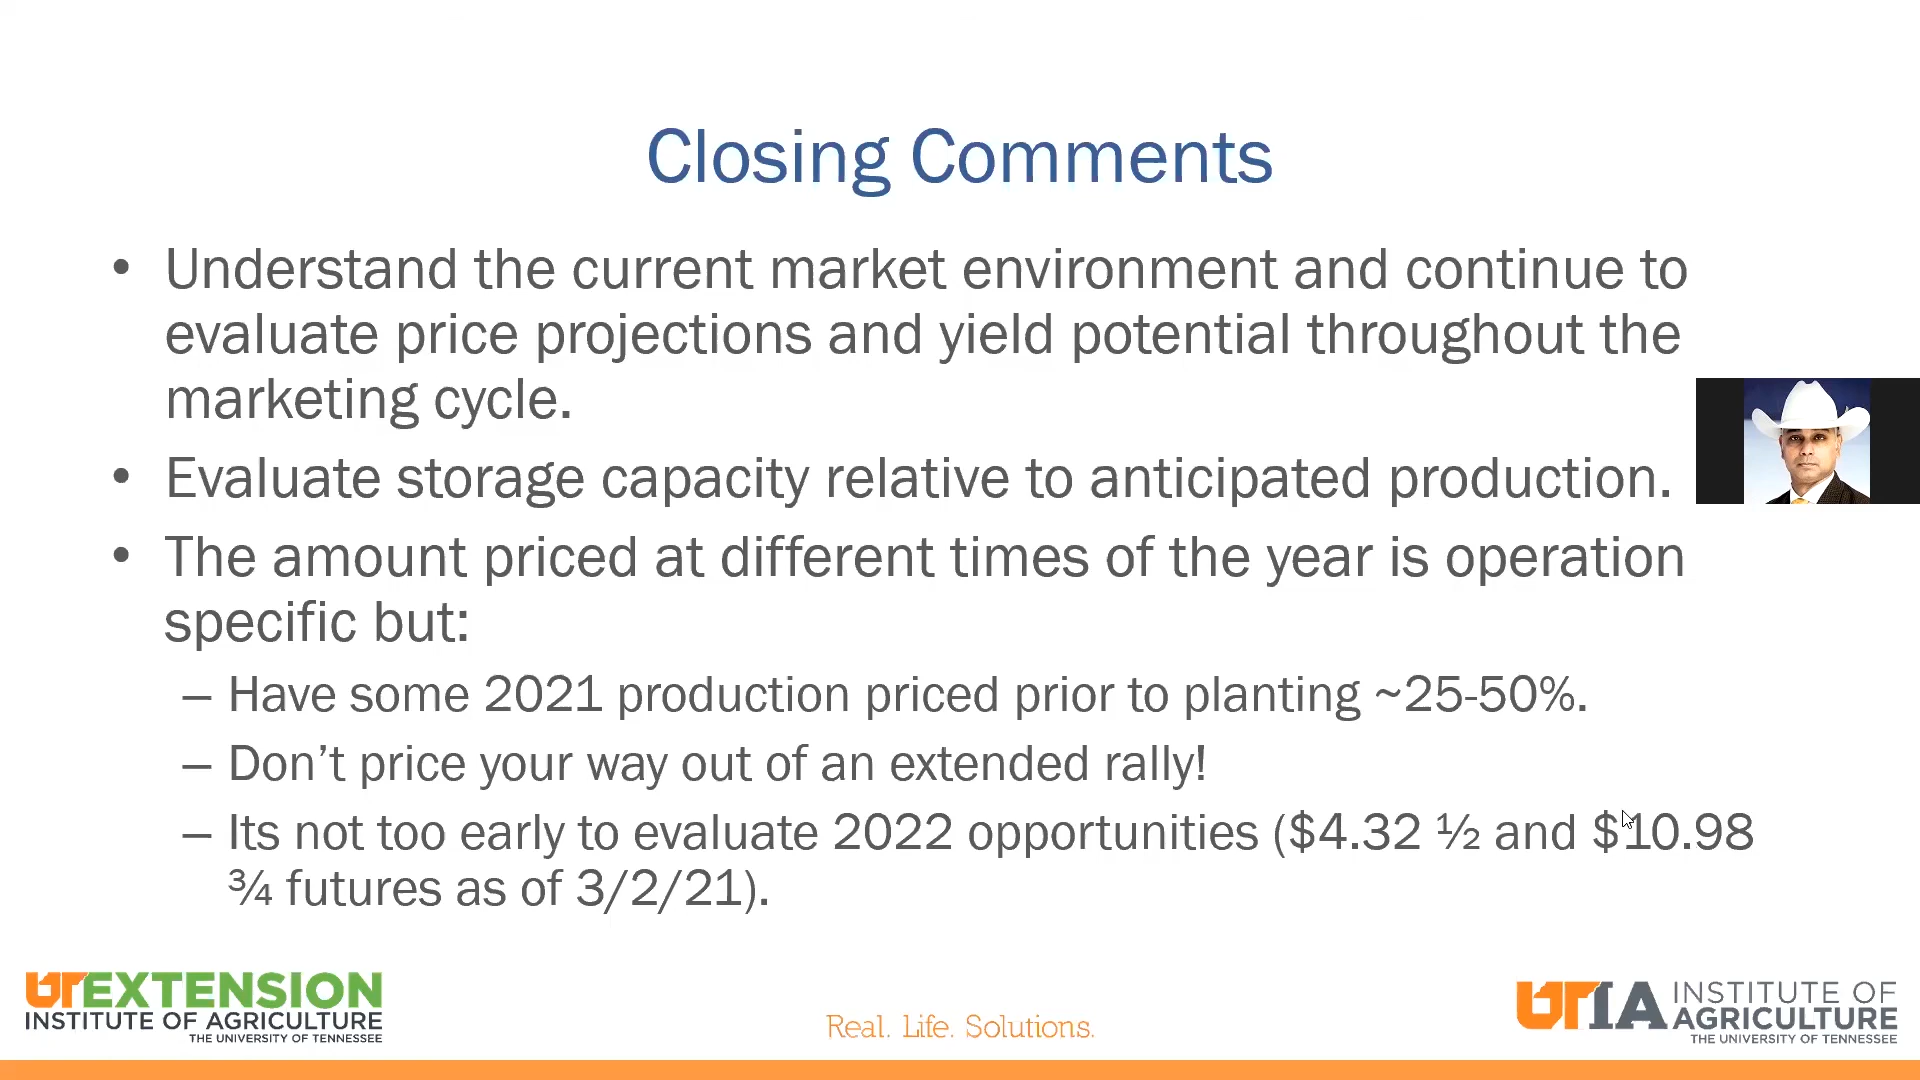 Closing Comments
• Understand the current market environment and continue to
evaluate price projections and yield potential throughout the
marketing cycle.
• Evaluate storage capacity relative to anticipated production.
• The amount priced at different times of the year is operation
specific but:
– Have some 2021 production priced prior to planting ~25-50%.
– Don’t price your way out of an extended rally!
– Its not too early to evaluate 2022 opportunities ($4.32 ½ and $10.98
¾ futures as of 3/2/21).
UTEXTENSION
INSTITUTE OF AGRICULTURE
THE UNIVERSITY OF TENNESSEE
Real. Life. Solutions.
UTIA INSTITUTE OF
AGRICULTURE
THE UNIVERSITY OF TENNESSEE